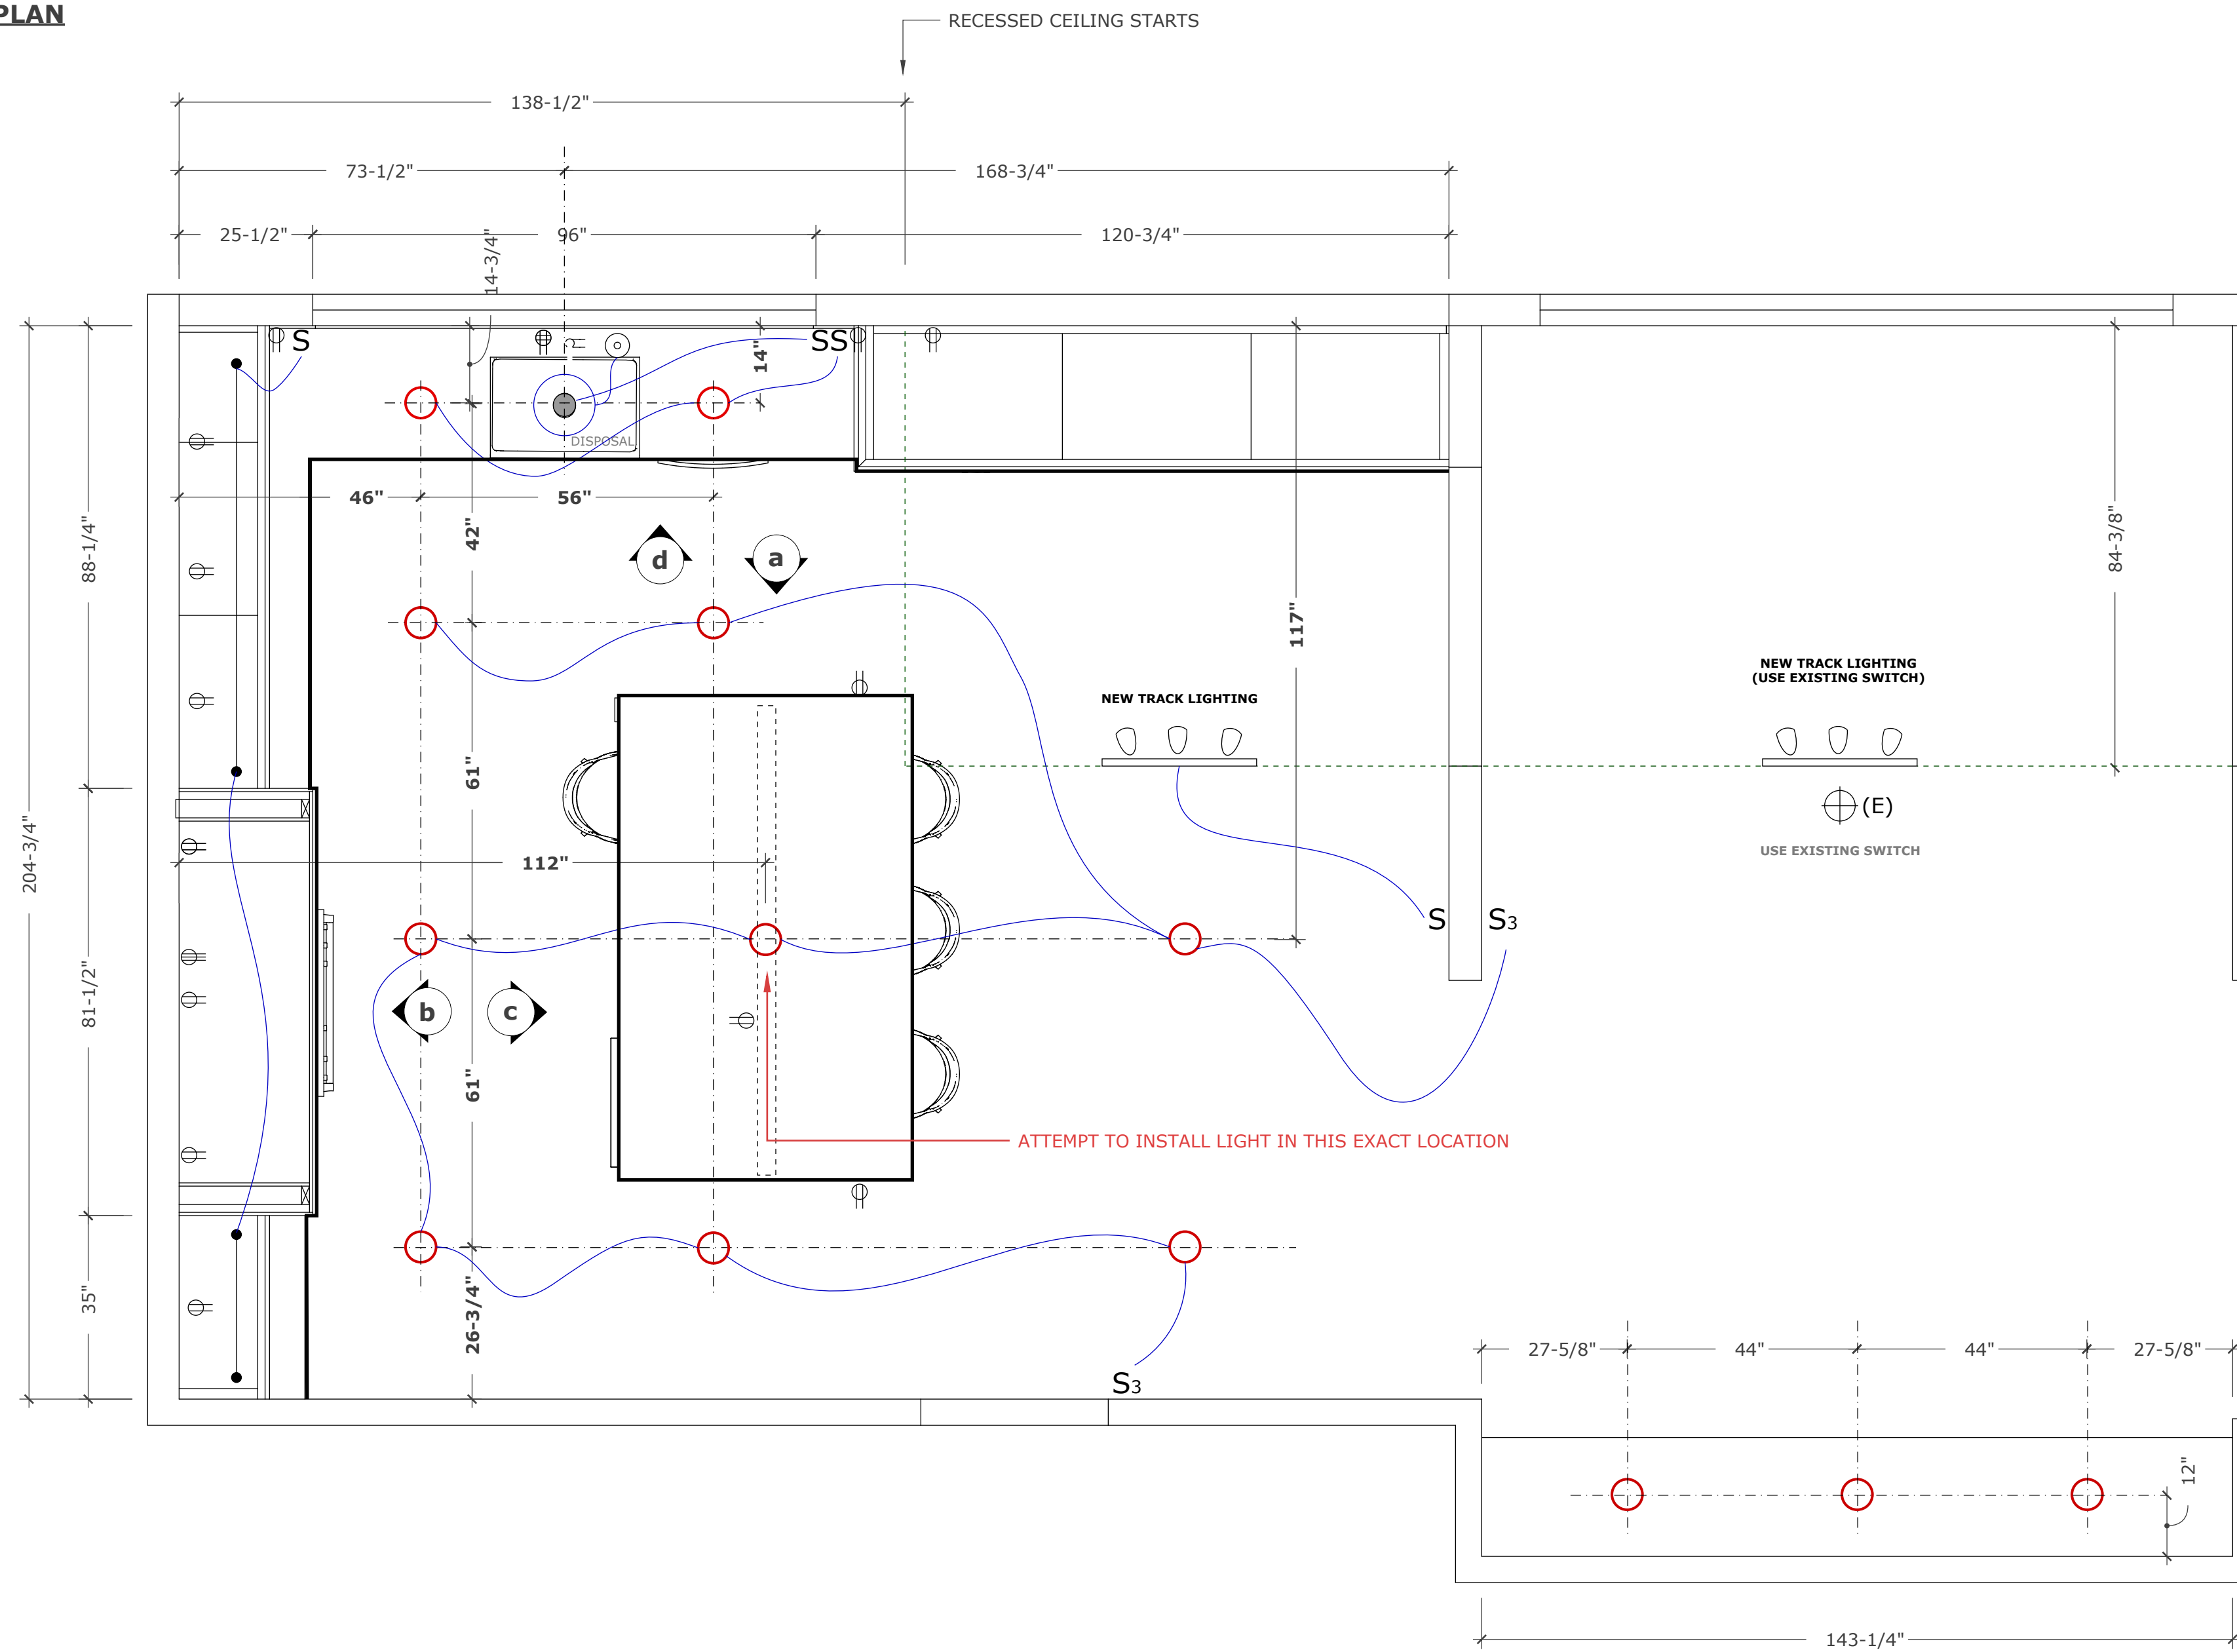 PLAN
RECESSED CEILING STARTS
138-1/2"
73-1/2"
168-3/4"
25-1/2"
96"
120-3/4"
14-3/4"
S
SS
14"
DISPOSAL
46"
56"
42"
88-1/4"
84-3/8"
d
a
117"
NEW TRACK LIGHTING
(USE EXISTING SWITCH)
NEW TRACK LIGHTING
61"
(E)
USE EXISTING SWITCH
204-3/4"
112"
S
S3
81-1/2"
b
c
61"
ATTEMPT TO INSTALL LIGHT IN THIS EXACT LOCATION
35"
26-3/4"
27-5/8"
44"
44"
27-5/8"
S3
12"
143-1/4"